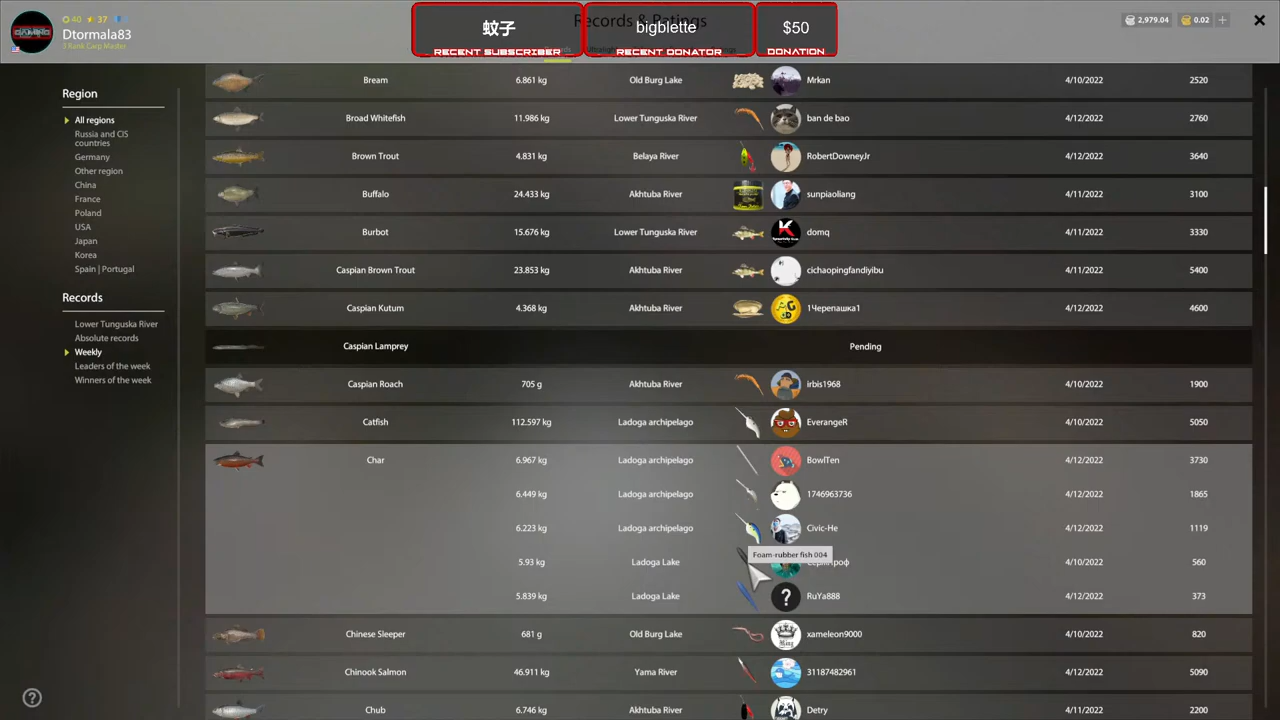 40 37
Dtormala83
1 Rank Carp Master
蚊子
RECENT SUBSCRIBER
bigblette
RECENT DONATOR
$50
DONATION
Records & Ratings
2,979.04
0.02
Region
All regions
Russia and CIS
countries
Germany
Other region
China
France
Poland
USA
Japan
Korea
Spain | Portugal
Records
Lower Tunguska River
Absolute records
Weekly
Leaders of the week
Winners of the week
Bream 6.861 kg Old Burg Lake Mrkan 4/10/2022 2520
Broad Whitefish 11.986 kg Lower Tunguska River ban de bao 4/12/2022 2760
Brown Trout 4.831 kg Belaya River RobertDowneyJr 4/12/2022 3640
Buffalo 24.433 kg Akhtuba River sunpiaoliang 4/11/2022 3100
Burbot 15.676 kg Lower Tunguska River domq 4/11/2022 3330
Caspian Brown Trout 23.853 kg Akhtuba River cichaopingfandiyibu 4/11/2022 5400
Caspian Kutum 4.368 kg Akhtuba River 1Черепашка1 4/12/2022 4600
Caspian Lamprey Pending
Caspian Roach 705 g Akhtuba River irbis1968 4/10/2022 1900
Catfish 112.597 kg Ladoga archipelago EverangeR 4/10/2022 5050
Char 6.967 kg Ladoga archipelago BowlTen 4/12/2022 3730
6.449 kg Ladoga archipelago 1746963736 4/12/2022 1865
6.223 kg Ladoga archipelago Civic-He 4/12/2022 1119
Foam-rubber fish 004
5.93 kg Ladoga Lake 4/10/2022 560
5.839 kg Ladoga Lake ? RuYa888 4/12/2022 373
Chinese Sleeper 681 g Old Burg Lake xameleon9000 4/10/2022 820
Chinook Salmon 46.911 kg Yama River 31187482961 4/12/2022 5090
Chub 6.746 kg Akhtuba River Detry 4/11/2022 2200
?